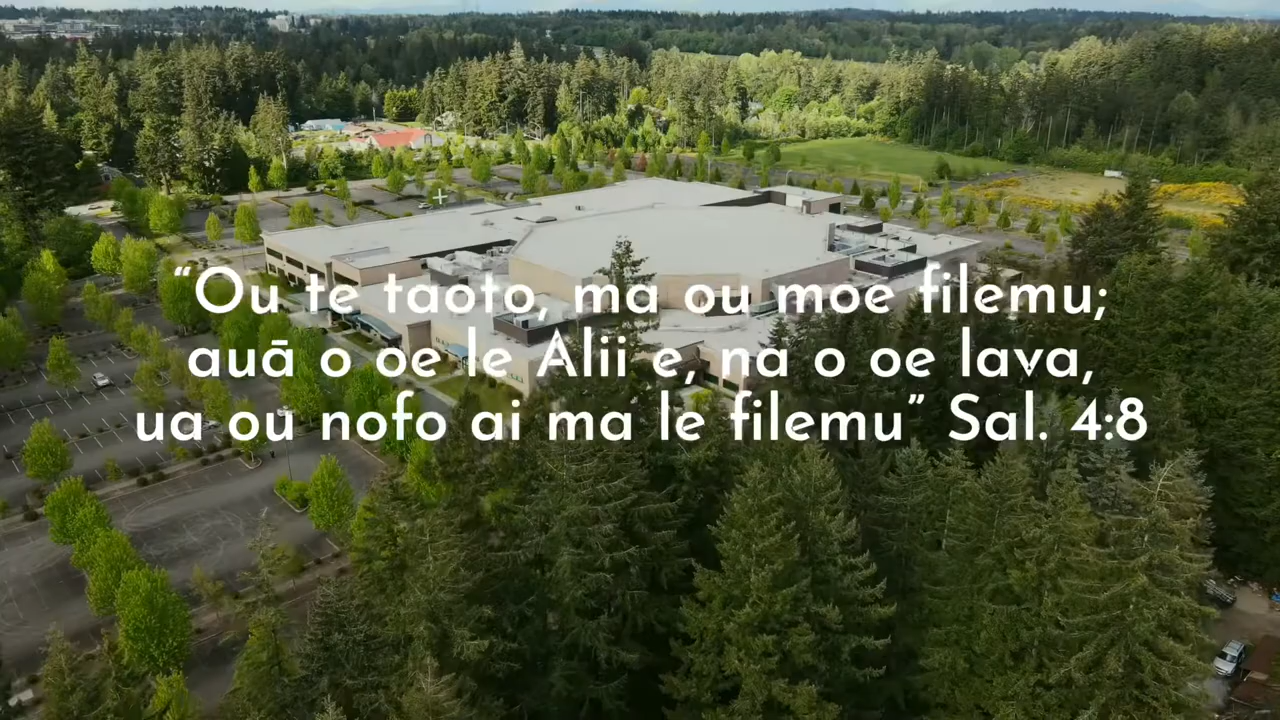 “Ou te taoto, ma ou moe filemu;
auā o oe le Alii e, na o oe lava,
ua ou nofo ai ma le filemu” Sal. 4:8